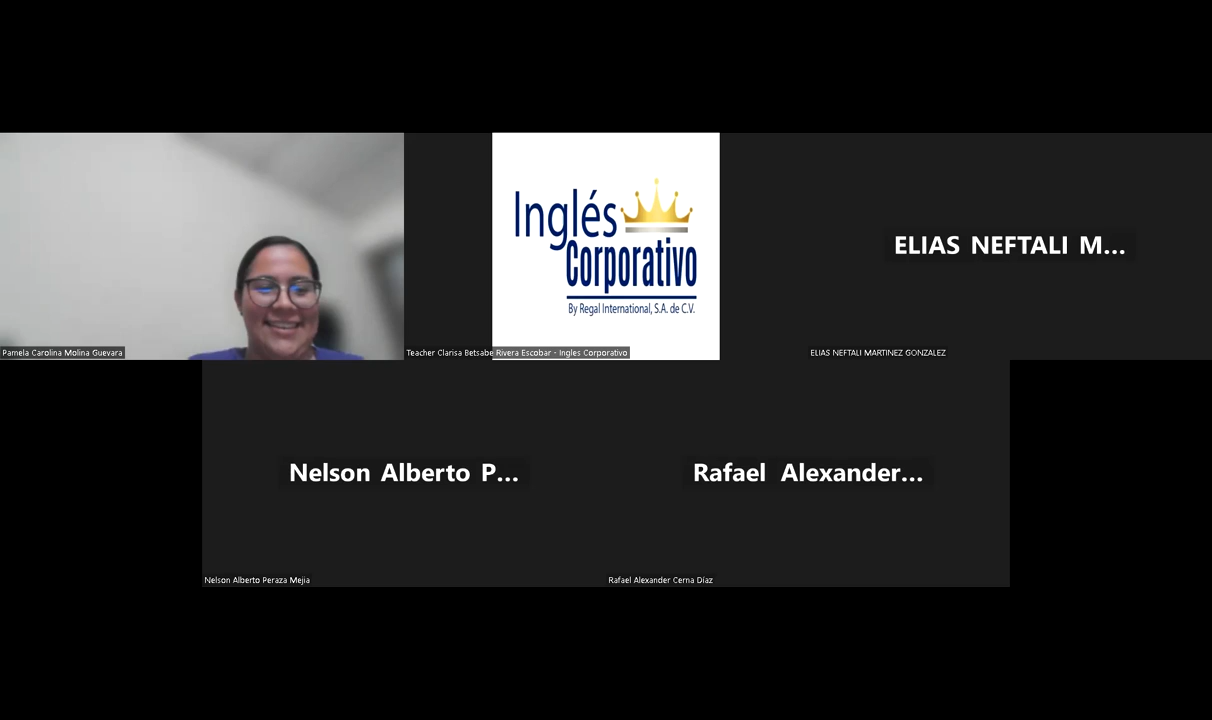 Inglés
Corporativo
By Regal International, S.A. de C.V.
ELIAS NEFTALI M...
Pamela Carolina Molina Guevara
Teacher Clarisa Betsabe Rivera Escobar - Ingles Corporativo
ELIAS NEFTALI MARTINEZ GONZALEZ
Nelson Alberto P...
Rafael Alexander...
Nelson Alberto Peraza Mejia
Rafael Alexander Cerna Díaz